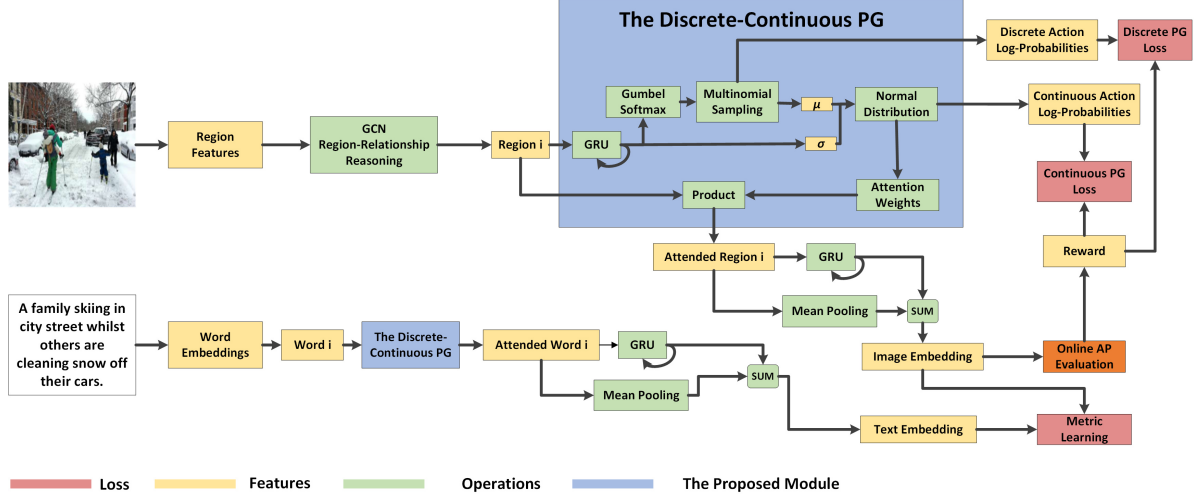 The Discrete-Continuous PG
Discrete Action
Log-Probabilities
Discrete PG
Loss
Gumbel
Softmax
Multinomial
Sampling
μ
Normal
Distribution
Continuous Action
Log-Probabilities
Region
Features
GCN
Region-Relationship
Reasoning
Region i
GRU
σ
Continuous PG
Loss
Product
Attention
Weights
Attended Region i
GRU
Reward
Mean Pooling
SUM
A family skiing in
city street whilst
others are
cleaning snow off
their cars.
Word
Embeddings
Word i
The Discrete-
Continuous PG
Attended Word i
GRU
Image Embedding
Online AP
Evaluation
SUM
Mean Pooling
Text Embedding
Metric
Learning
Loss
Features
Operations
The Proposed Module